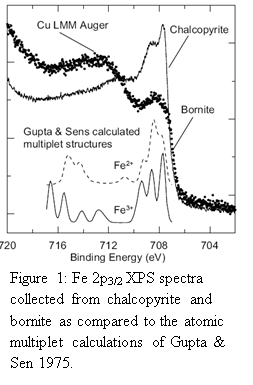 Cu LMM Auger
Chalcopyrite
Bornite
Gupta & Sens calculated
multiplet structures
Fe2+
Fe3+
720 716 712 708 704
Binding Energy (eV)
Figure 1: Fe 2p3/2 XPS spectra
collected from chalcopyrite and
bornite as compared to the atomic
multiplet calculations of Gupta &
Sen 1975.